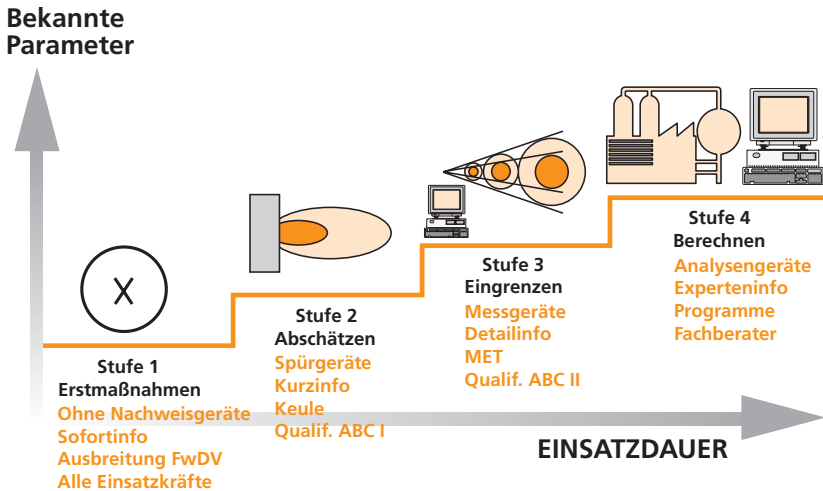 Bekannte
Parameter
X
Stufe 1
Erstmaßnahmen
Ohne Nachweisgeräte
Sofortinfo
Ausbreitung FwDV
Alle Einsatzkräfte
Stufe 2
Abschätzen
Spürgeräte
Kurzinfo
Keule
Qualif. ABC I
Stufe 3
Eingrenzen
Messgeräte
Detailinfo
MET
Qualif. ABC II
Stufe 4
Berechnen
Analysengeräte
Experteninfo
Programme
Fachberater
EINSATZDAUER